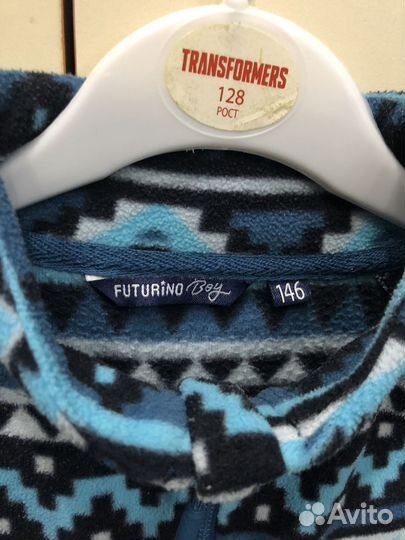 TRANSFORMERS
128
РОСТ
FUTURiNO Boy
146
Avito